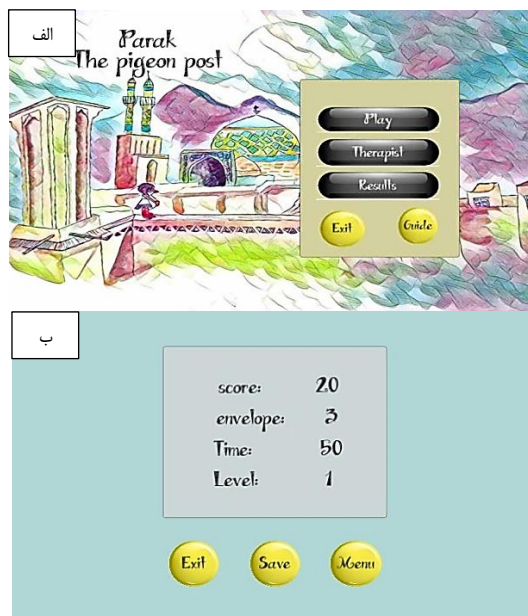 الف
Parak
The pigeon post
Play
Therapist
Results
Exit Guide
ب
score: 20
envelope: 3
Time: 50
Level: 1
Exit Save Menu